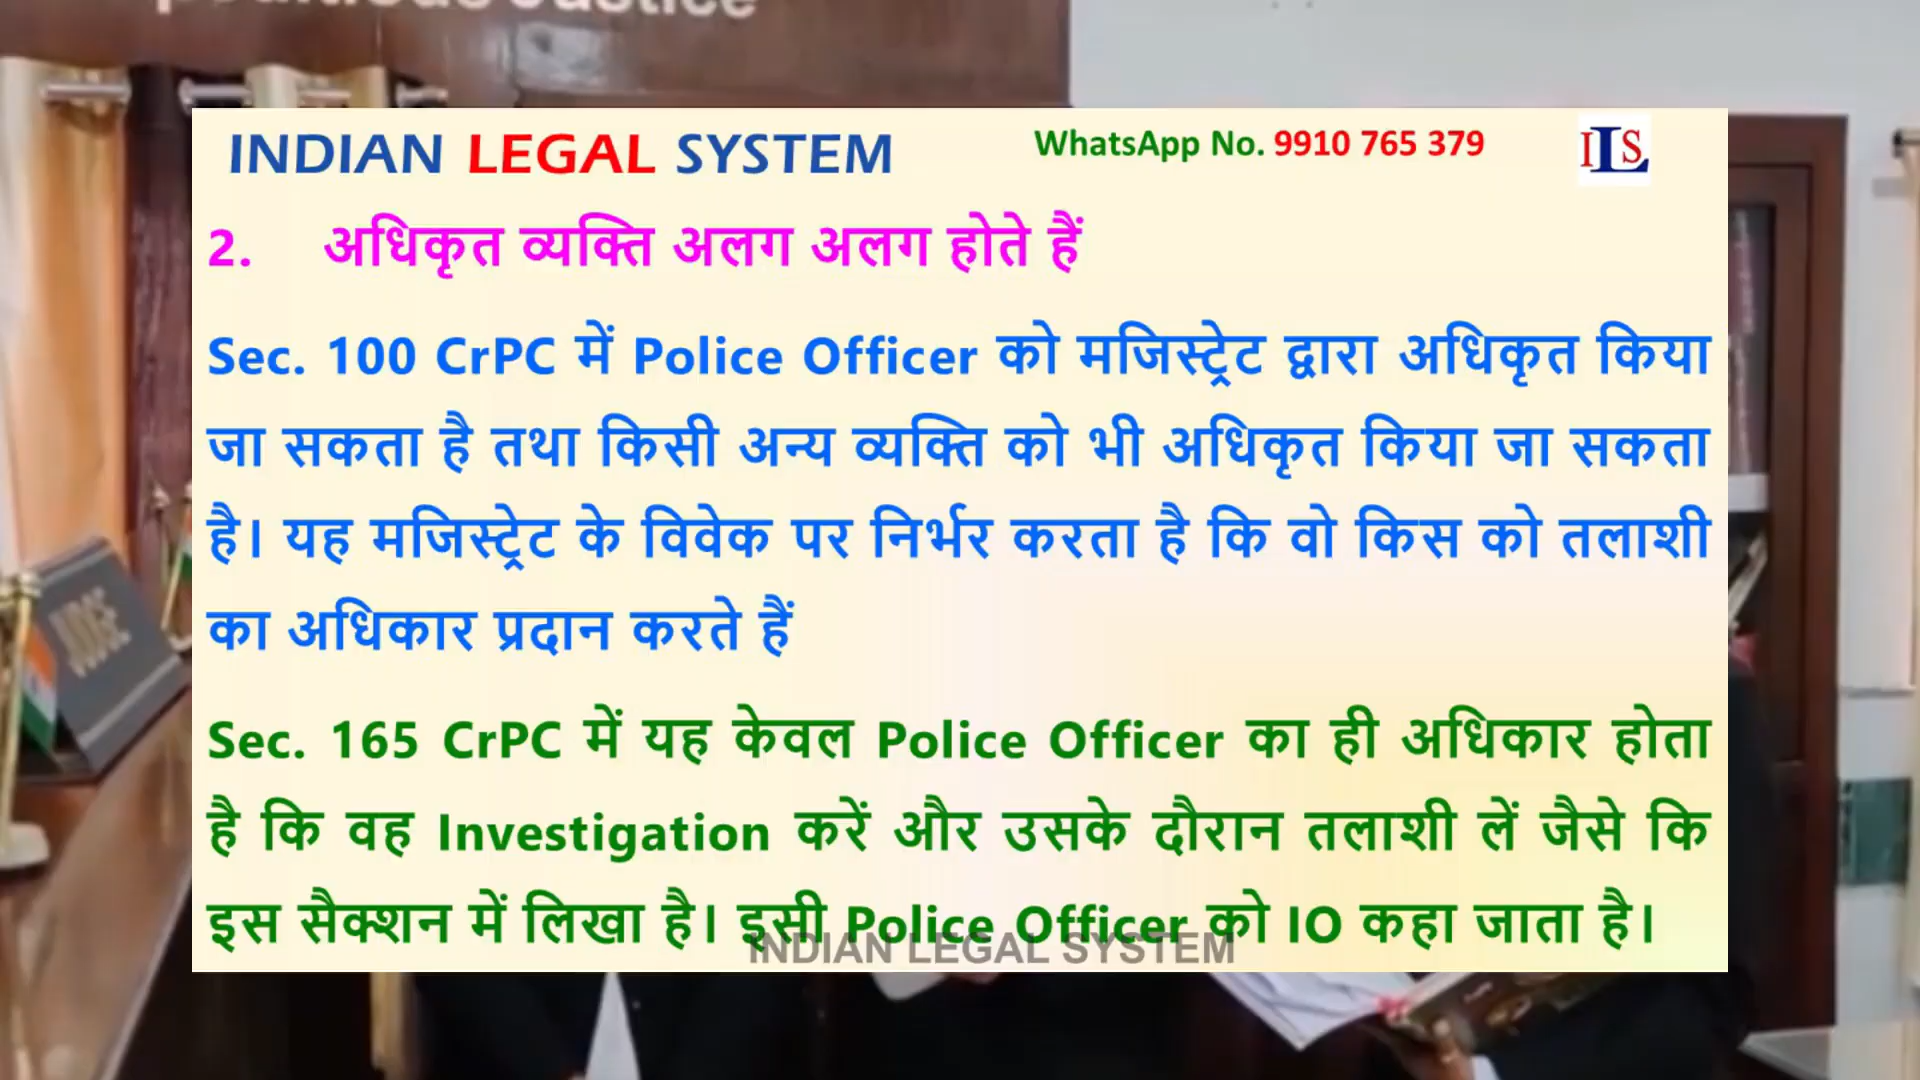 Justice
INDIAN LEGAL SYSTEM
WhatsApp No. 9910 765 379
ILS
2. अधिकृत व्यक्ति अलग अलग होते हैं
Sec. 100 CrPC में Police Officer को मजिस्ट्रेट द्वारा अधिकृत किया
जा सकता है तथा किसी अन्य व्यक्ति को भी अधिकृत किया जा सकता
है। यह मजिस्ट्रेट के विवेक पर निर्भर करता है कि वो किस को तलाशी
का अधिकार प्रदान करते हैं
Sec. 165 CrPC में यह केवल Police Officer का ही अधिकार होता
है कि वह Investigation करें और उसके दौरान तलाशी लें जैसे कि
इस सैक्शन में लिखा है। इसी Police Officer को IO कहा जाता है।
INDIAN LEGAL SYSTEM